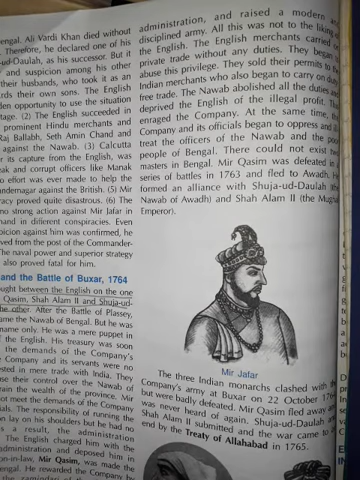 engal. Ali Vardi Khan died without
. Therefore, he declared one of his
ud-Daulah, as his successor. But it
y and suspicion among his other
their husbands, who took it as an
rds their own sons. The English
den opportunity to use the situation
tage. (2) The English succeeded in
prominent Hindu merchants and
Raj Ballabh, Seth Amin Chand and
against the Nawab. (3) Calcutta
r its capture from the English, was
eak and corrupt officers like Manak
o effort was ever made to help the
andernagar against the British. (5) Mir
racy proved quite disastrous. (6) The
no strong action against Mir Jafar in
hand in different conspiracies. Even
picion against him was confirmed, he
ved from the post of the Commander-
The naval power and superior strategy
also proved fatal for him.
and the Battle of Buxar, 1764
ought between the English on the one
Qasim, Shah Alam II and Shuja-ud-
the other. After the Battle of Plassey,
ame the Nawab of Bengal. But he was
name only. He was a mere puppet in
f the English. His treasury was soon
the demands of the Company's
e Company and its servants were no
ested in mere trade with India. They
use their control over the Nawab of
rain the wealth of the province. Mir
not meet the demands of the Company
ials. The responsibility of running the
on lay on his shoulders but he had no
as a result, the administration
The English charged him with the
administration and deposed him in
on-in-law, Mir Qasim, was made the
engal. He rewarded the Company by
administration, and raised a modern and
disciplined army. All this was not to the liking of
the English. The English merchants carried o
private trade without any duties. They began
abuse this privilege. They sold their permits to
Indian merchants who also began to carry on duty
free trade. The Nawab abolished all the duties and
deprived the English of the illegal profit. This
enraged the Company. At the same time, the
Company and its officials began to oppress and ill
treat the officers of the Nawab and the poor
people of Bengal. There could not exist two
masters in Bengal. Mir Qasim was defeated in
series of battles in 1763 and fled to Awadh. He
formed an alliance with Shuja-ud-Daulah (the
Nawab of Awadh) and Shah Alam II (the Mughal
Emperor).
Mir Jafar
The three Indian monarchs clashed with the
Company's army at Buxar on 22 October 1764
but were badly defeated. Mir Qasim fled away and
was never heard of again. Shuja-ud-Daulah and
Shah Alam II submitted and the war came to an
end by the Treaty of Allahabad in 1765.